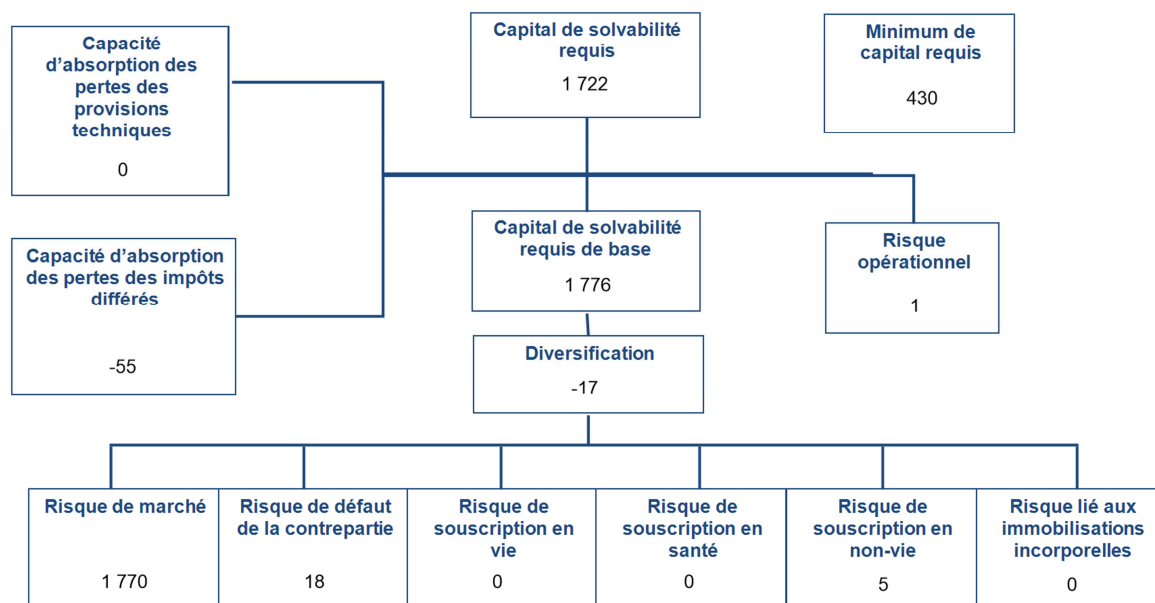 Capacité
d’absorption des
pertes des
provisions
techniques
0
Capital de solvabilité
requis
1 722
Minimum de
capital requis
430
Capacité d’absorption
des pertes des impôts
différés
-55
Capital de solvabilité
requis de base
1 776
Risque
opérationnel
1
Diversification
-17
Risque de marché
1 770
Risque de défaut
de la contrepartie
18
Risque de
souscription en
vie
0
Risque de
souscription en
santé
0
Risque de
souscription en
non-vie
5
Risque lié aux
immobilisations
incorporelles
0